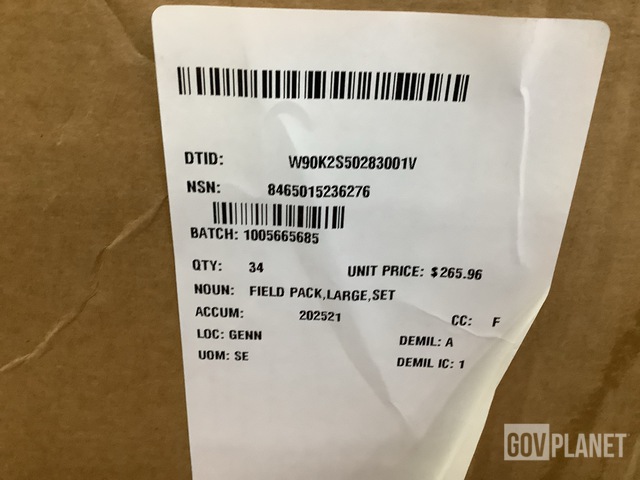 DTID: W90K2S50283001V
NSN: 8465015236276
BATCH: 1005665685
QTY: 34 UNIT PRICE: $265.96
NOUN: FIELD PACK,LARGE,SET
ACCUM: 202521 CC: F
LOC: GENN DEMIL: A
UOM: SE DEMIL IC: 1
GOVPLANET